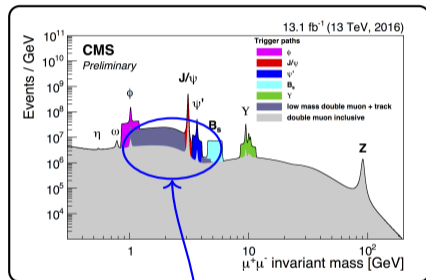 13.1 fb⁻¹ (13 TeV, 2016)
Events / GeV
10¹¹
10¹⁰
10⁹
10⁸
10⁷
10⁶
10⁵
10⁴
CMS
Preliminary
η
ω
ϕ
J/ψ
ψ'
Bₛ
Υ
Z
Trigger paths
ϕ
J/ψ
ψ'
Bₛ
Υ
low mass double muon + track
double muon inclusive
1
10
10²
μ⁺μ⁻ invariant mass [GeV]